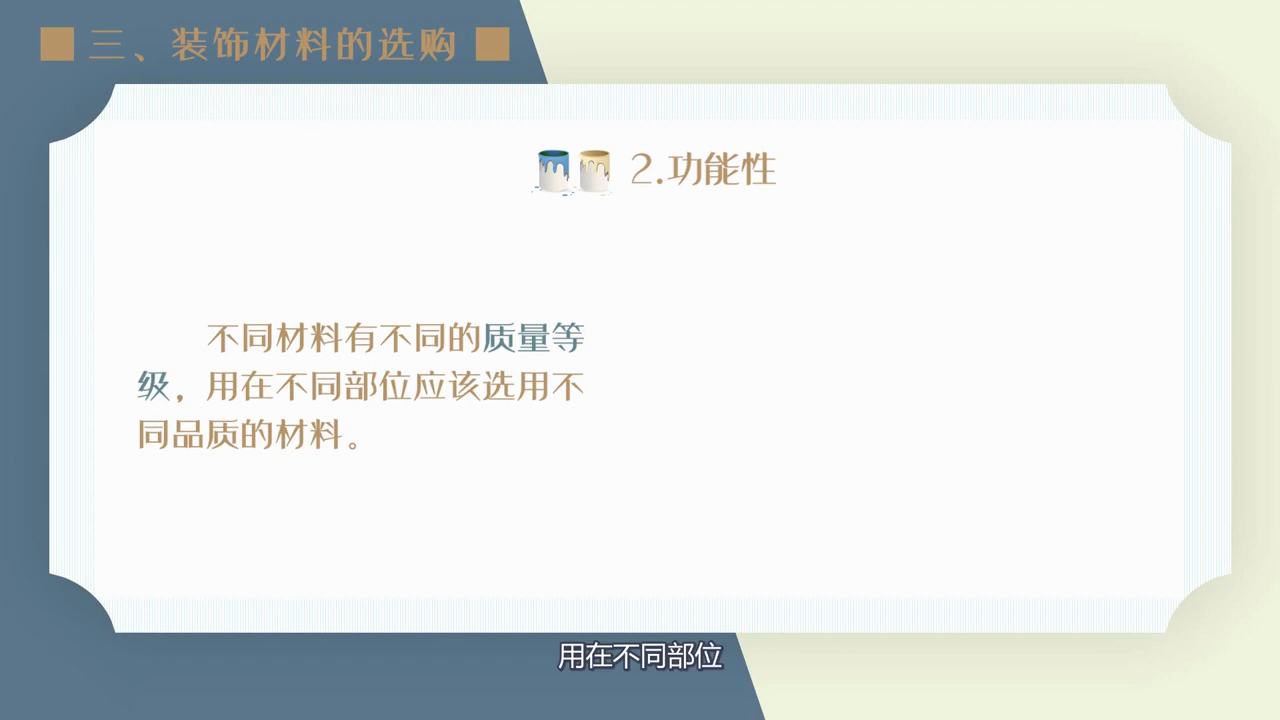 三、装饰材料的选购
2.功能性
不同材料有不同的质量等
级，用在不同部位应该选用不
同品质的材料。
用在不同部位